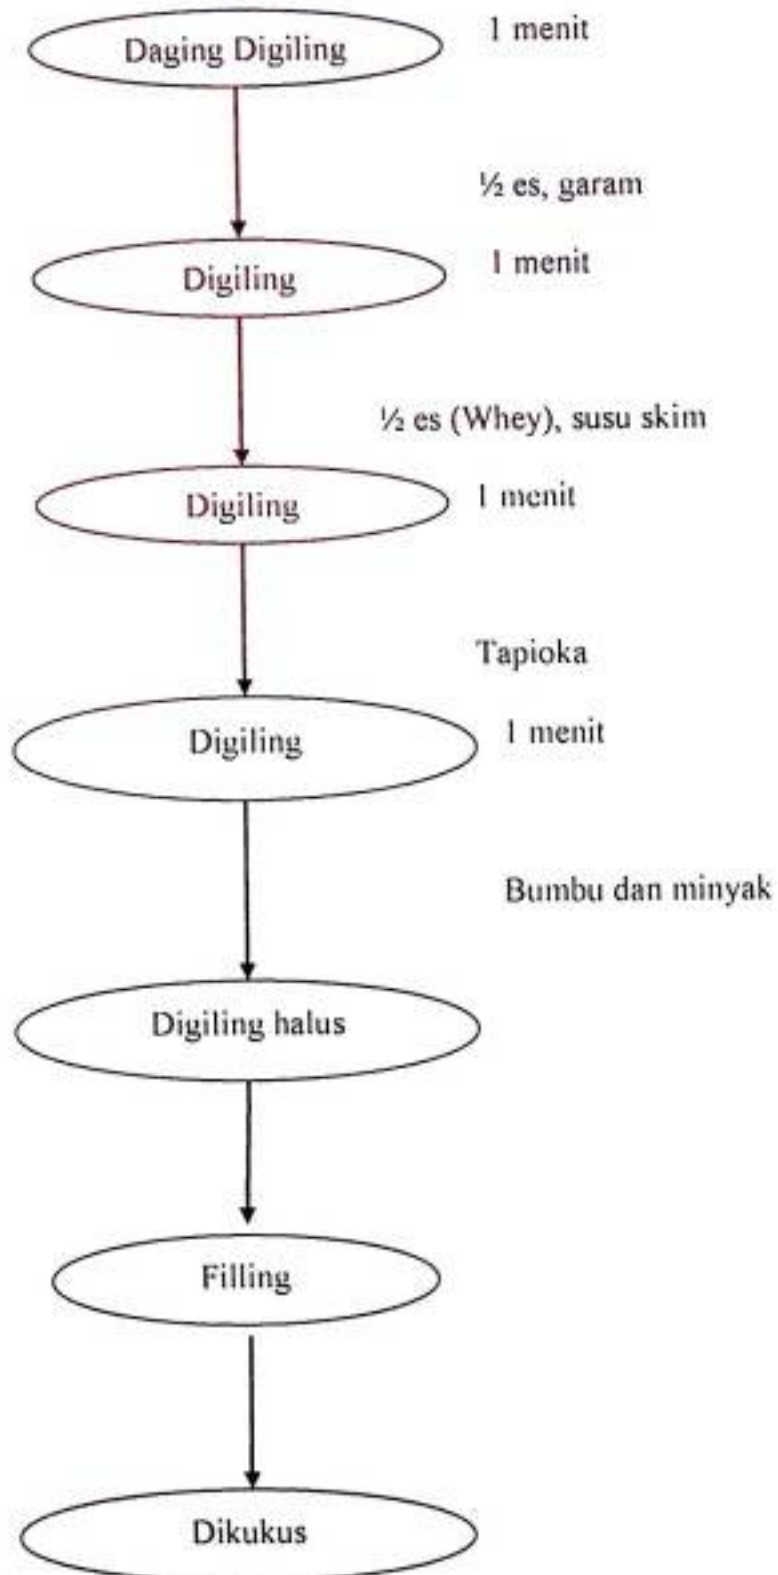 Daging Digiling
1 menit
½ es, garam
Digiling
1 menit
½ es (Whey), susu skim
Digiling
1 menit
Tapioka
Digiling
1 menit
Bumbu dan minyak
Digiling halus
Filling
Dikukus